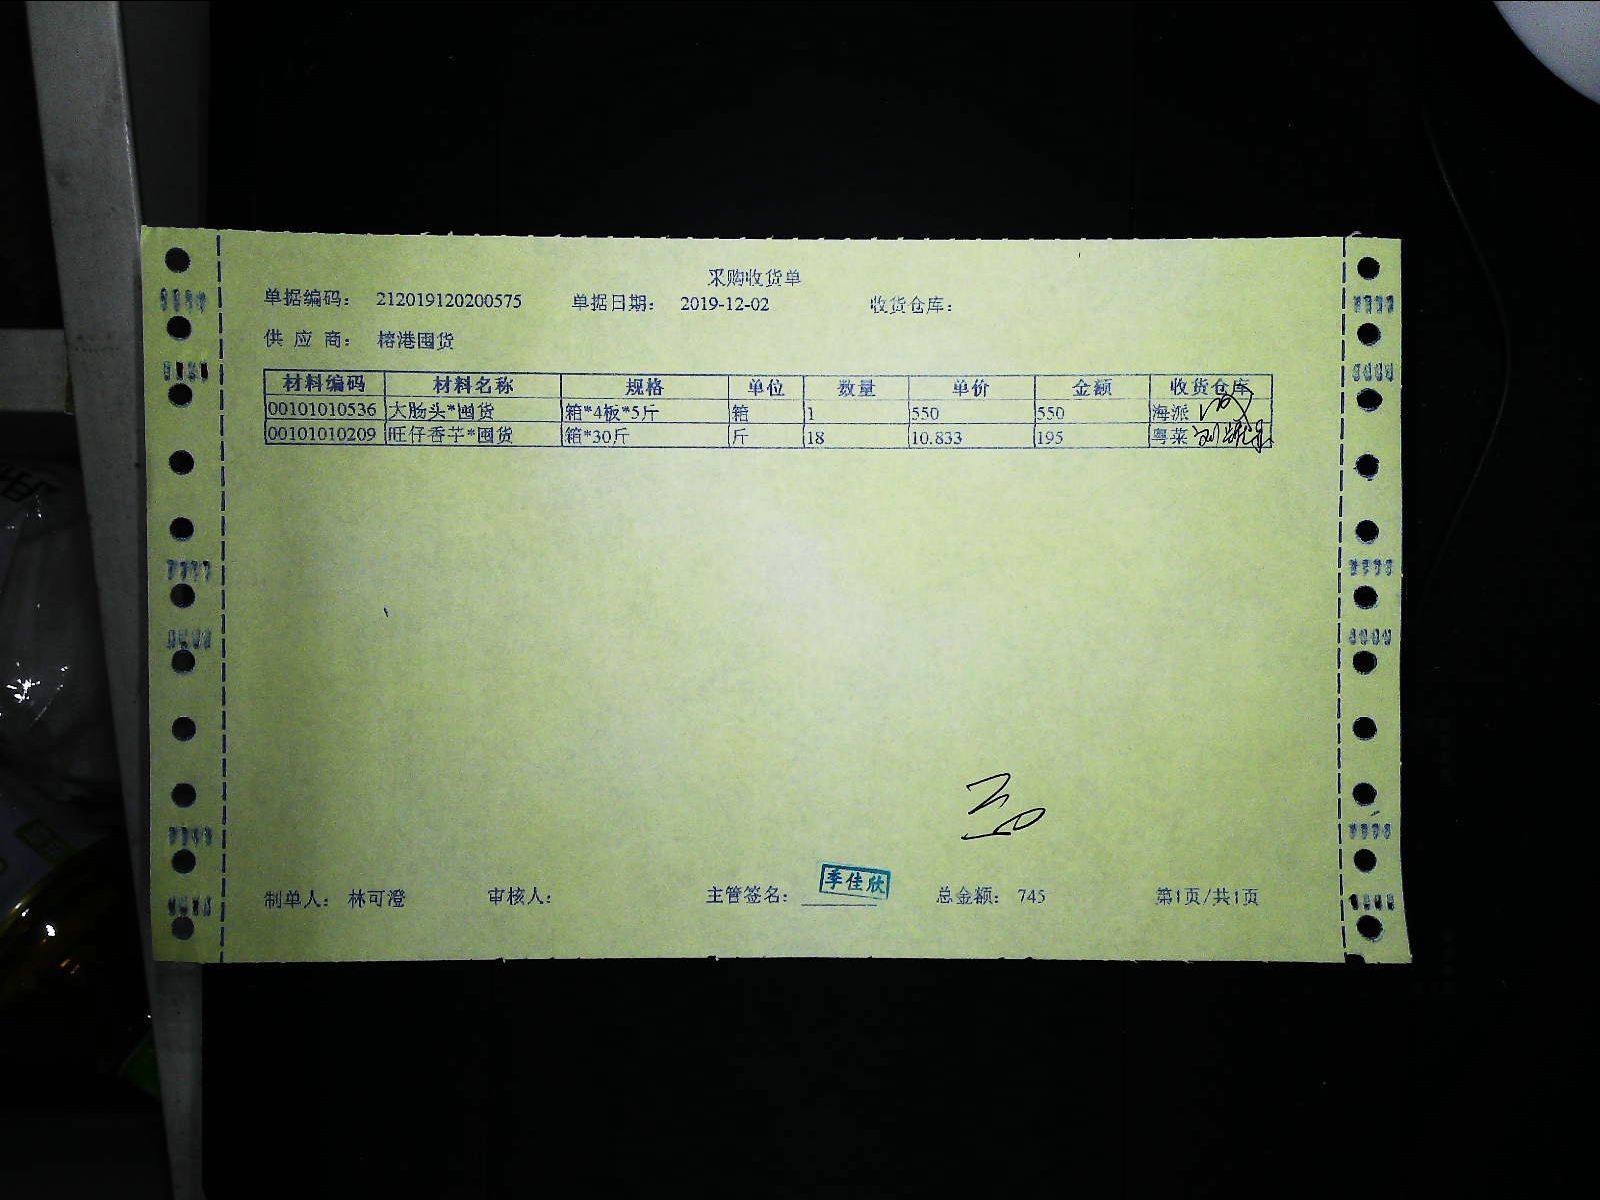 采购收货单
单据编码： 212019120200575 单据日期： 2019-12-02 收货仓库：
供 应 商： 榕港囤货
材料编码 材料名称 规格 单位 数量 单价 金额 收货仓库
00101010536 大肠头*囤货 箱*4板*5斤 箱 1 550 550 海派
00101010209 旺仔香芋*囤货 箱*30斤 斤 18 10.833 195 粤菜
制单人： 林可澄 审核人： 主管签名： 季佳欣 总金额： 745 第1页/共1页